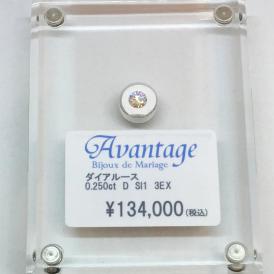 Avantage
Bijoux de Mariage
ダイアルース
0.250ct D SI1 3EX
¥134,000(税込)